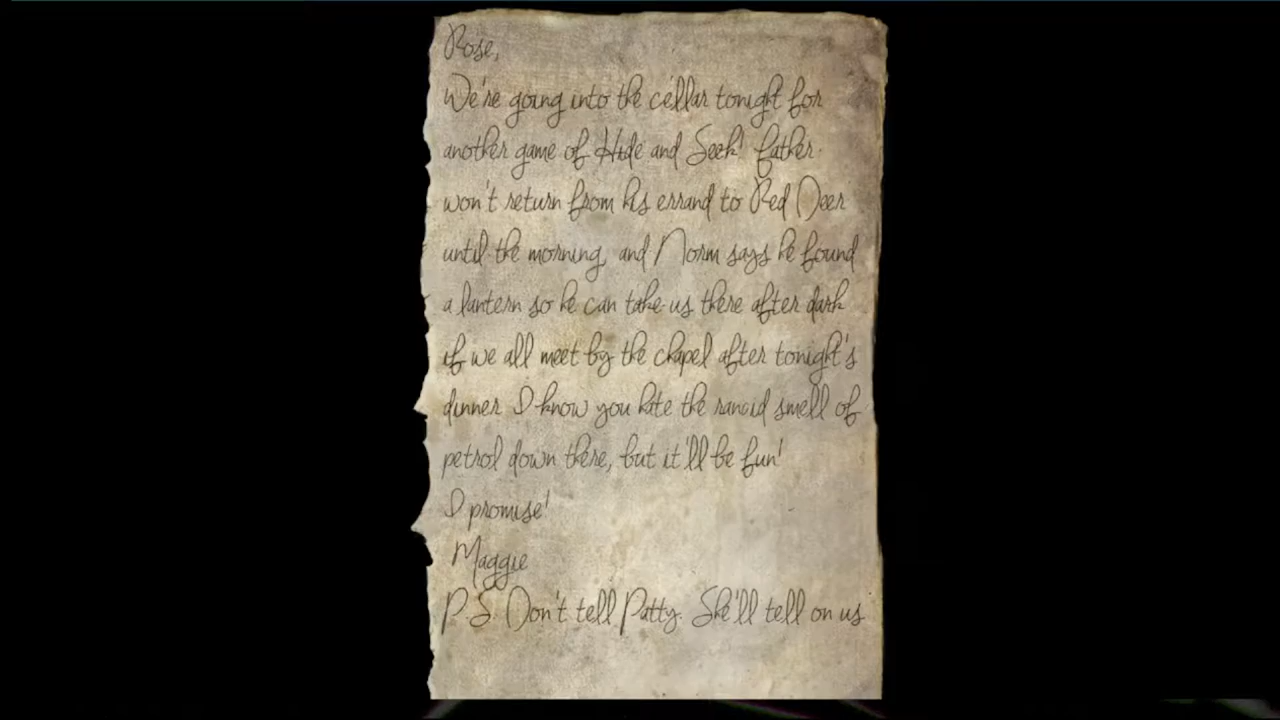 Rose,
We're going into the cellar tonight for
another game of Hide and Seek! Father
won't return from his errand to Red Deer
until the morning, and Norm says he found
a lantern so he can take us there after dark
if we all meet by the chapel after tonight's
dinner. I know you hate the rancid smell of
petrol down there, but it'll be fun!
I promise!
Maggie
P.S. Don't tell Patty. She'll tell on us